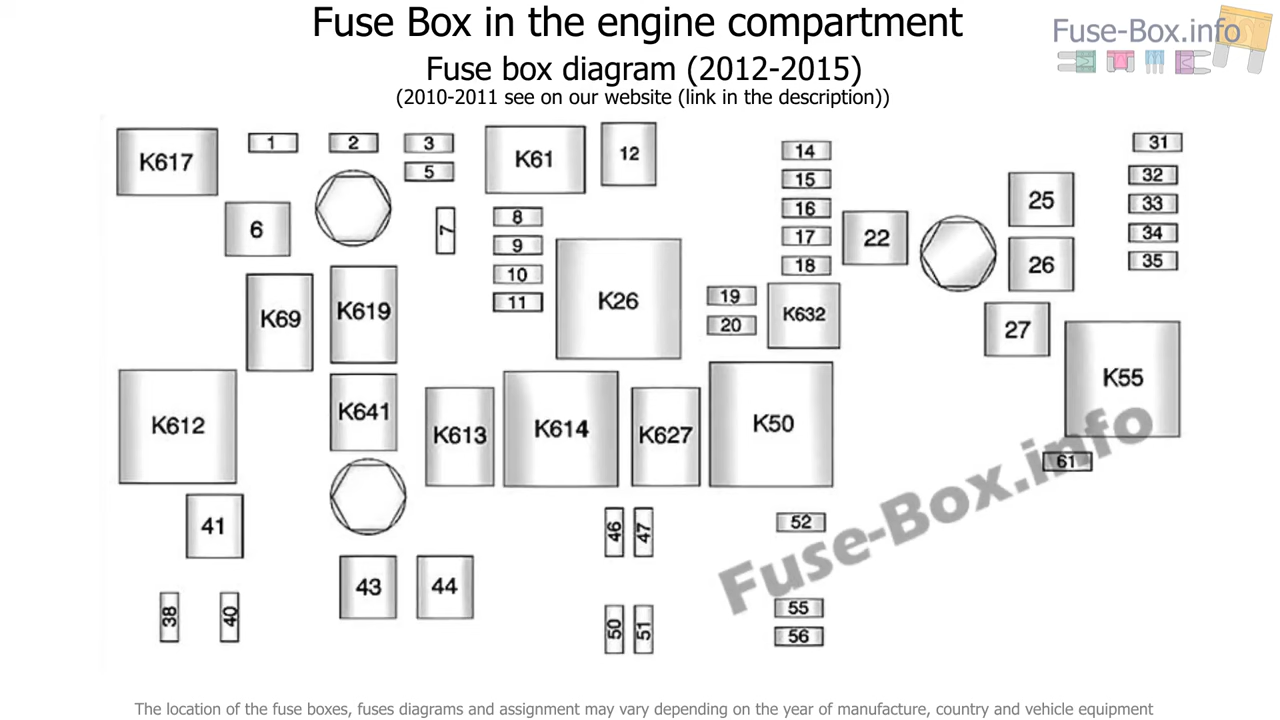 Fuse Box in the engine compartment
Fuse-Box.info
Fuse box diagram (2012-2015)
(2010-2011 see on our website (link in the description))
K617
1
2
3
5
K61
12
14
15
16
17
18
31
32
33
34
35
6
7
8
9
10
11
22
25
26
27
K69
K619
K26
19
20
K632
K55
K612
K641
K613
K614
K627
K50
61
41
43
44
46
47
52
38
40
50
51
55
56
Fuse-Box.info
The location of the fuse boxes, fuses diagrams and assignment may vary depending on the year of manufacture, country and vehicle equipment